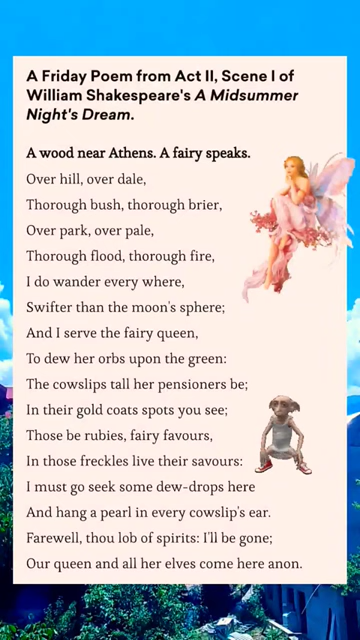 A Friday Poem from Act II, Scene I of
William Shakespeare's A Midsummer
Night's Dream.
A wood near Athens. A fairy speaks.
Over hill, over dale,
Thorough bush, thorough brier,
Over park, over pale,
Thorough flood, thorough fire,
I do wander every where,
Swifter than the moon's sphere;
And I serve the fairy queen,
To dew her orbs upon the green:
The cowslips tall her pensioners be;
In their gold coats spots you see;
Those be rubies, fairy favours,
In those freckles live their savours:
I must go seek some dew-drops here
And hang a pearl in every cowslip's ear.
Farewell, thou lob of spirits: I'll be gone;
Our queen and all her elves come here anon.